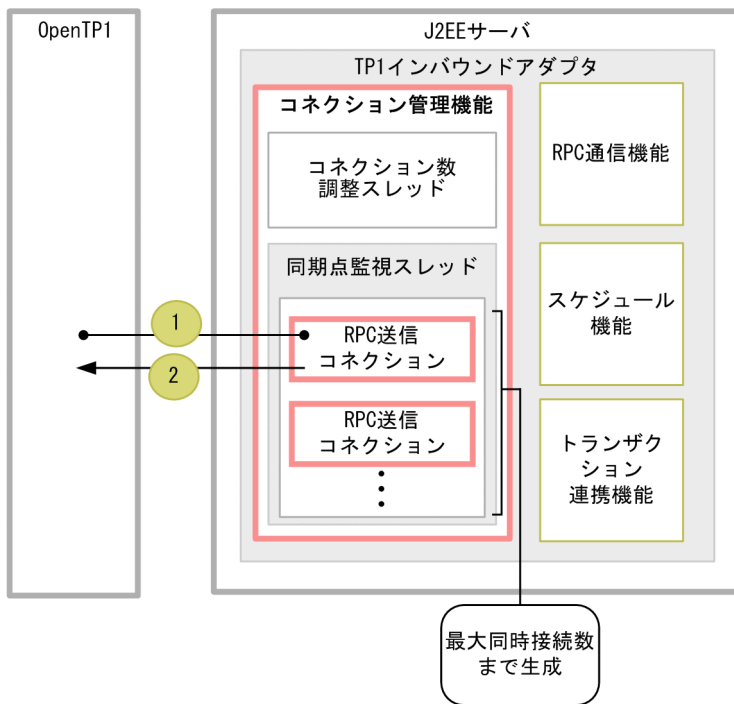 OpenTP1
J2EEサーバ
TP1インバウンドアダプタ
コネクション管理機能
コネクション数
調整スレッド
同期点監視スレッド
RPC送信
コネクション
RPC送信
コネクション
1
2
RPC通信機能
スケジュール
機能
トランザク
ション
連携機能
最大同時接続数
まで生成